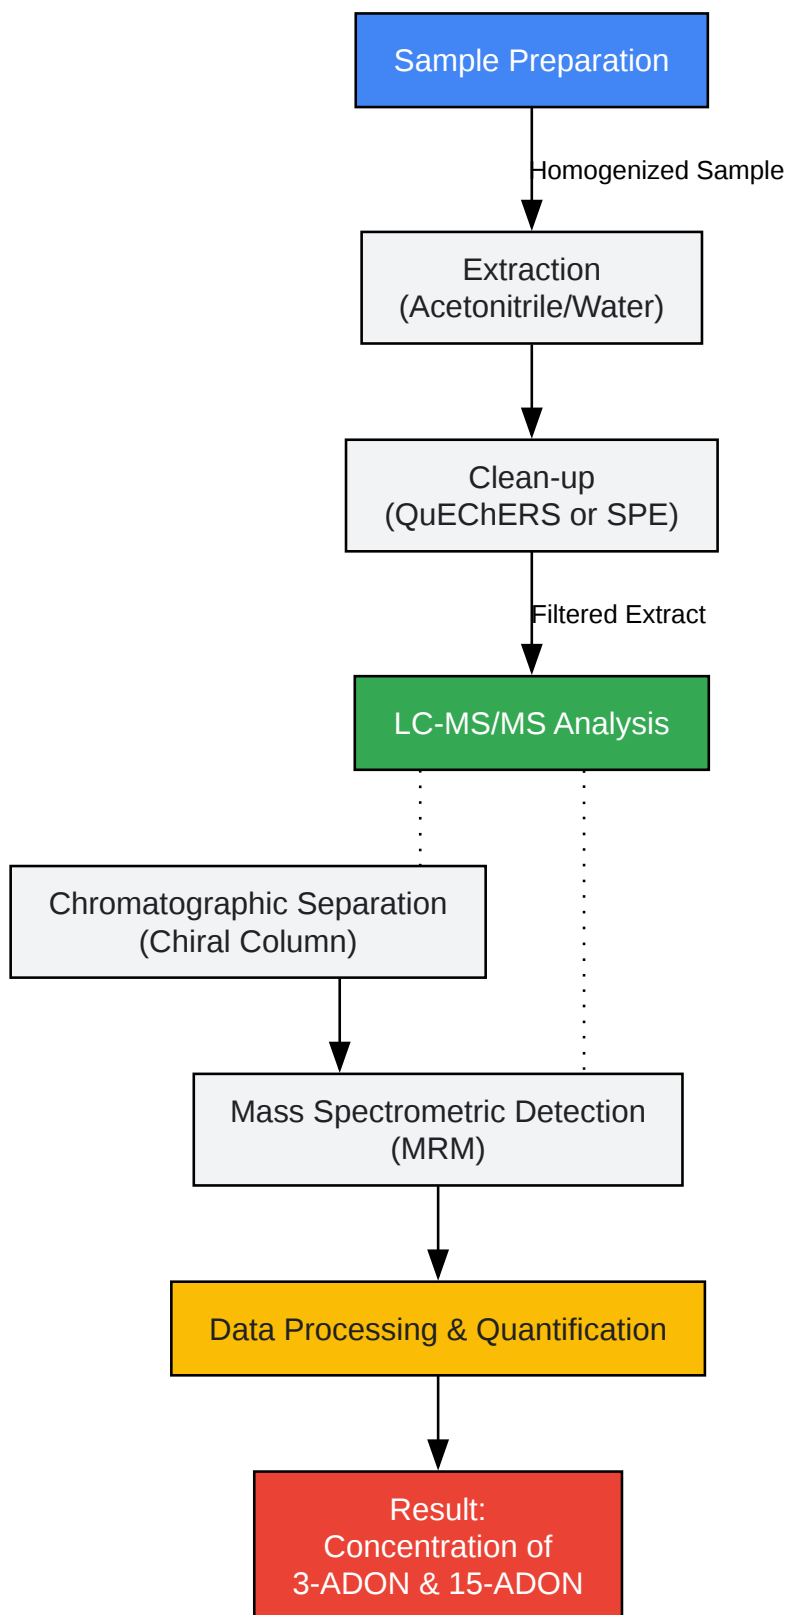 Sample Preparation
Homogenized Sample
Extraction
(Acetonitrile/Water)
Clean-up
(QuEChERS or SPE)
Filtered Extract
LC-MS/MS Analysis
Chromatographic Separation
(Chiral Column)
Mass Spectrometric Detection
(MRM)
Data Processing & Quantification
Result:
Concentration of
3-ADON & 15-ADON